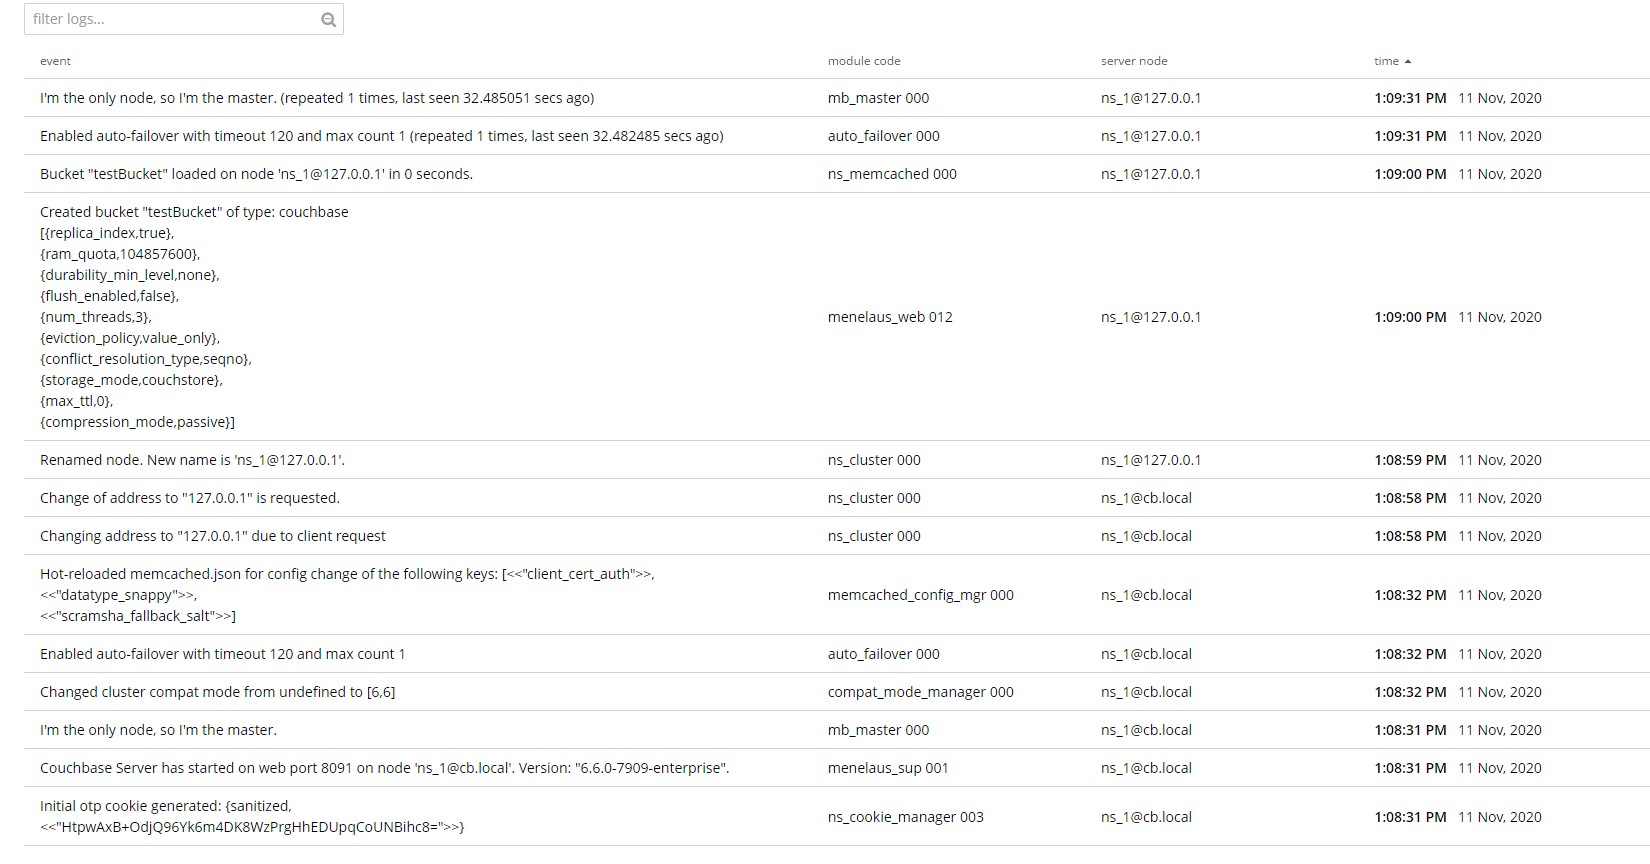 filter logs...
event module code server node time
I'm the only node, so I'm the master. (repeated 1 times, last seen 32.485051 secs ago) mb_master 000 ns_1@127.0.0.1 1:09:31 PM 11 Nov, 2020
Enabled auto-failover with timeout 120 and max count 1 (repeated 1 times, last seen 32.482485 secs ago) auto_failover 000 ns_1@127.0.0.1 1:09:31 PM 11 Nov, 2020
Bucket "testBucket" loaded on node 'ns_1@127.0.0.1' in 0 seconds. ns_memcached 000 ns_1@127.0.0.1 1:09:00 PM 11 Nov, 2020
Created bucket "testBucket" of type: couchbase
[{replica_index,true},
{ram_quota,104857600},
{durability_min_level,none},
{flush_enabled,false},
{num_threads,3}, menelaus_web 012 ns_1@127.0.0.1 1:09:00 PM 11 Nov, 2020
{eviction_policy,value_only},
{conflict_resolution_type,seqno},
{storage_mode,couchstore},
{max_ttl,0},
{compression_mode,passive}]
Renamed node. New name is 'ns_1@127.0.0.1'. ns_cluster 000 ns_1@127.0.0.1 1:08:59 PM 11 Nov, 2020
Change of address to "127.0.0.1" is requested. ns_cluster 000 ns_1@cb.local 1:08:58 PM 11 Nov, 2020
Changing address to "127.0.0.1" due to client request ns_cluster 000 ns_1@cb.local 1:08:58 PM 11 Nov, 2020
Hot-reloaded memcached.json for config change of the following keys: [<<"client_cert_auth">>,
<<"datatype_snappy">>, memcached_config_mgr 000 ns_1@cb.local 1:08:32 PM 11 Nov, 2020
<<"scramsha_fallback_salt">>]
Enabled auto-failover with timeout 120 and max count 1 auto_failover 000 ns_1@cb.local 1:08:32 PM 11 Nov, 2020
Changed cluster compat mode from undefined to [6,6] compat_mode_manager 000 ns_1@cb.local 1:08:32 PM 11 Nov, 2020
I'm the only node, so I'm the master. mb_master 000 ns_1@cb.local 1:08:31 PM 11 Nov, 2020
Couchbase Server has started on web port 8091 on node 'ns_1@cb.local'. Version: "6.6.0-7909-enterprise". menelaus_sup 001 ns_1@cb.local 1:08:31 PM 11 Nov, 2020
Initial otp cookie generated: {sanitized,
<<"HtpwAxB+OdjQ96Yk6m4DK8WzPrgHhEDUpqCoUNBihc8=">>} ns_cookie_manager 003 ns_1@cb.local 1:08:31 PM 11 Nov, 2020